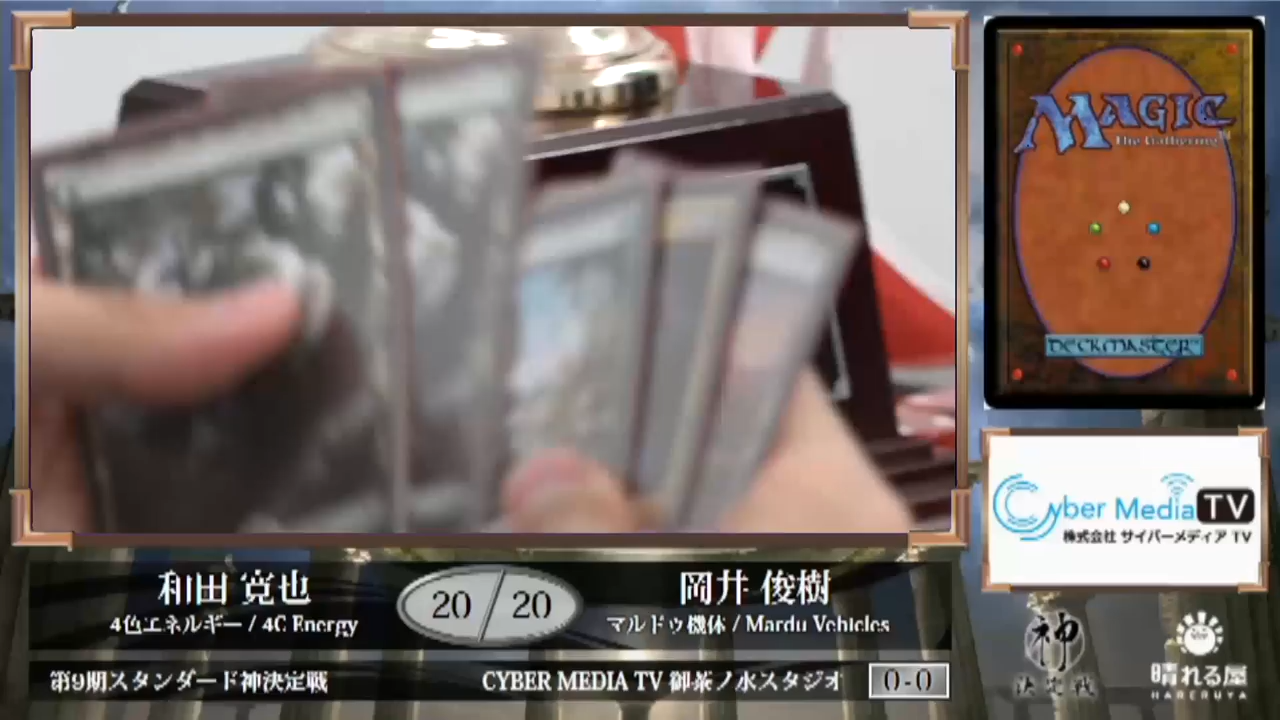 MAGIC
The Gathering
DECKMASTER
Cyber Media TV
株式会社 サイバーメディア TV
和田 寛也
4色エネルギー / 4C Energy
20 / 20
岡井 俊樹
マルドゥ機体 / Mardu Vehicles
第9期スタンダード神決定戦
CYBER MEDIA TV 御茶ノ水スタジオ
0-0
神
決定戦
晴れる屋
HARERUYA